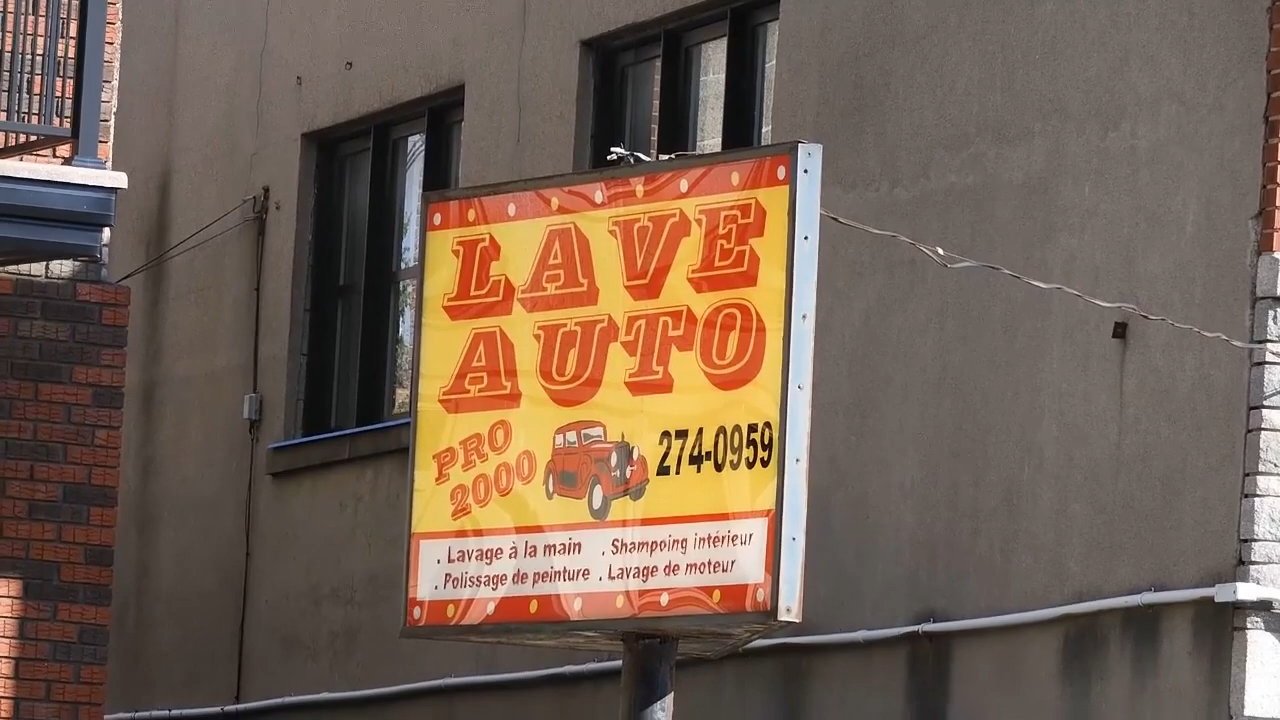 LAVE
AUTO
PRO
2000
274-0959
. Lavage à la main . Shampoing intérieur
. Polissage de peinture . Lavage de moteur